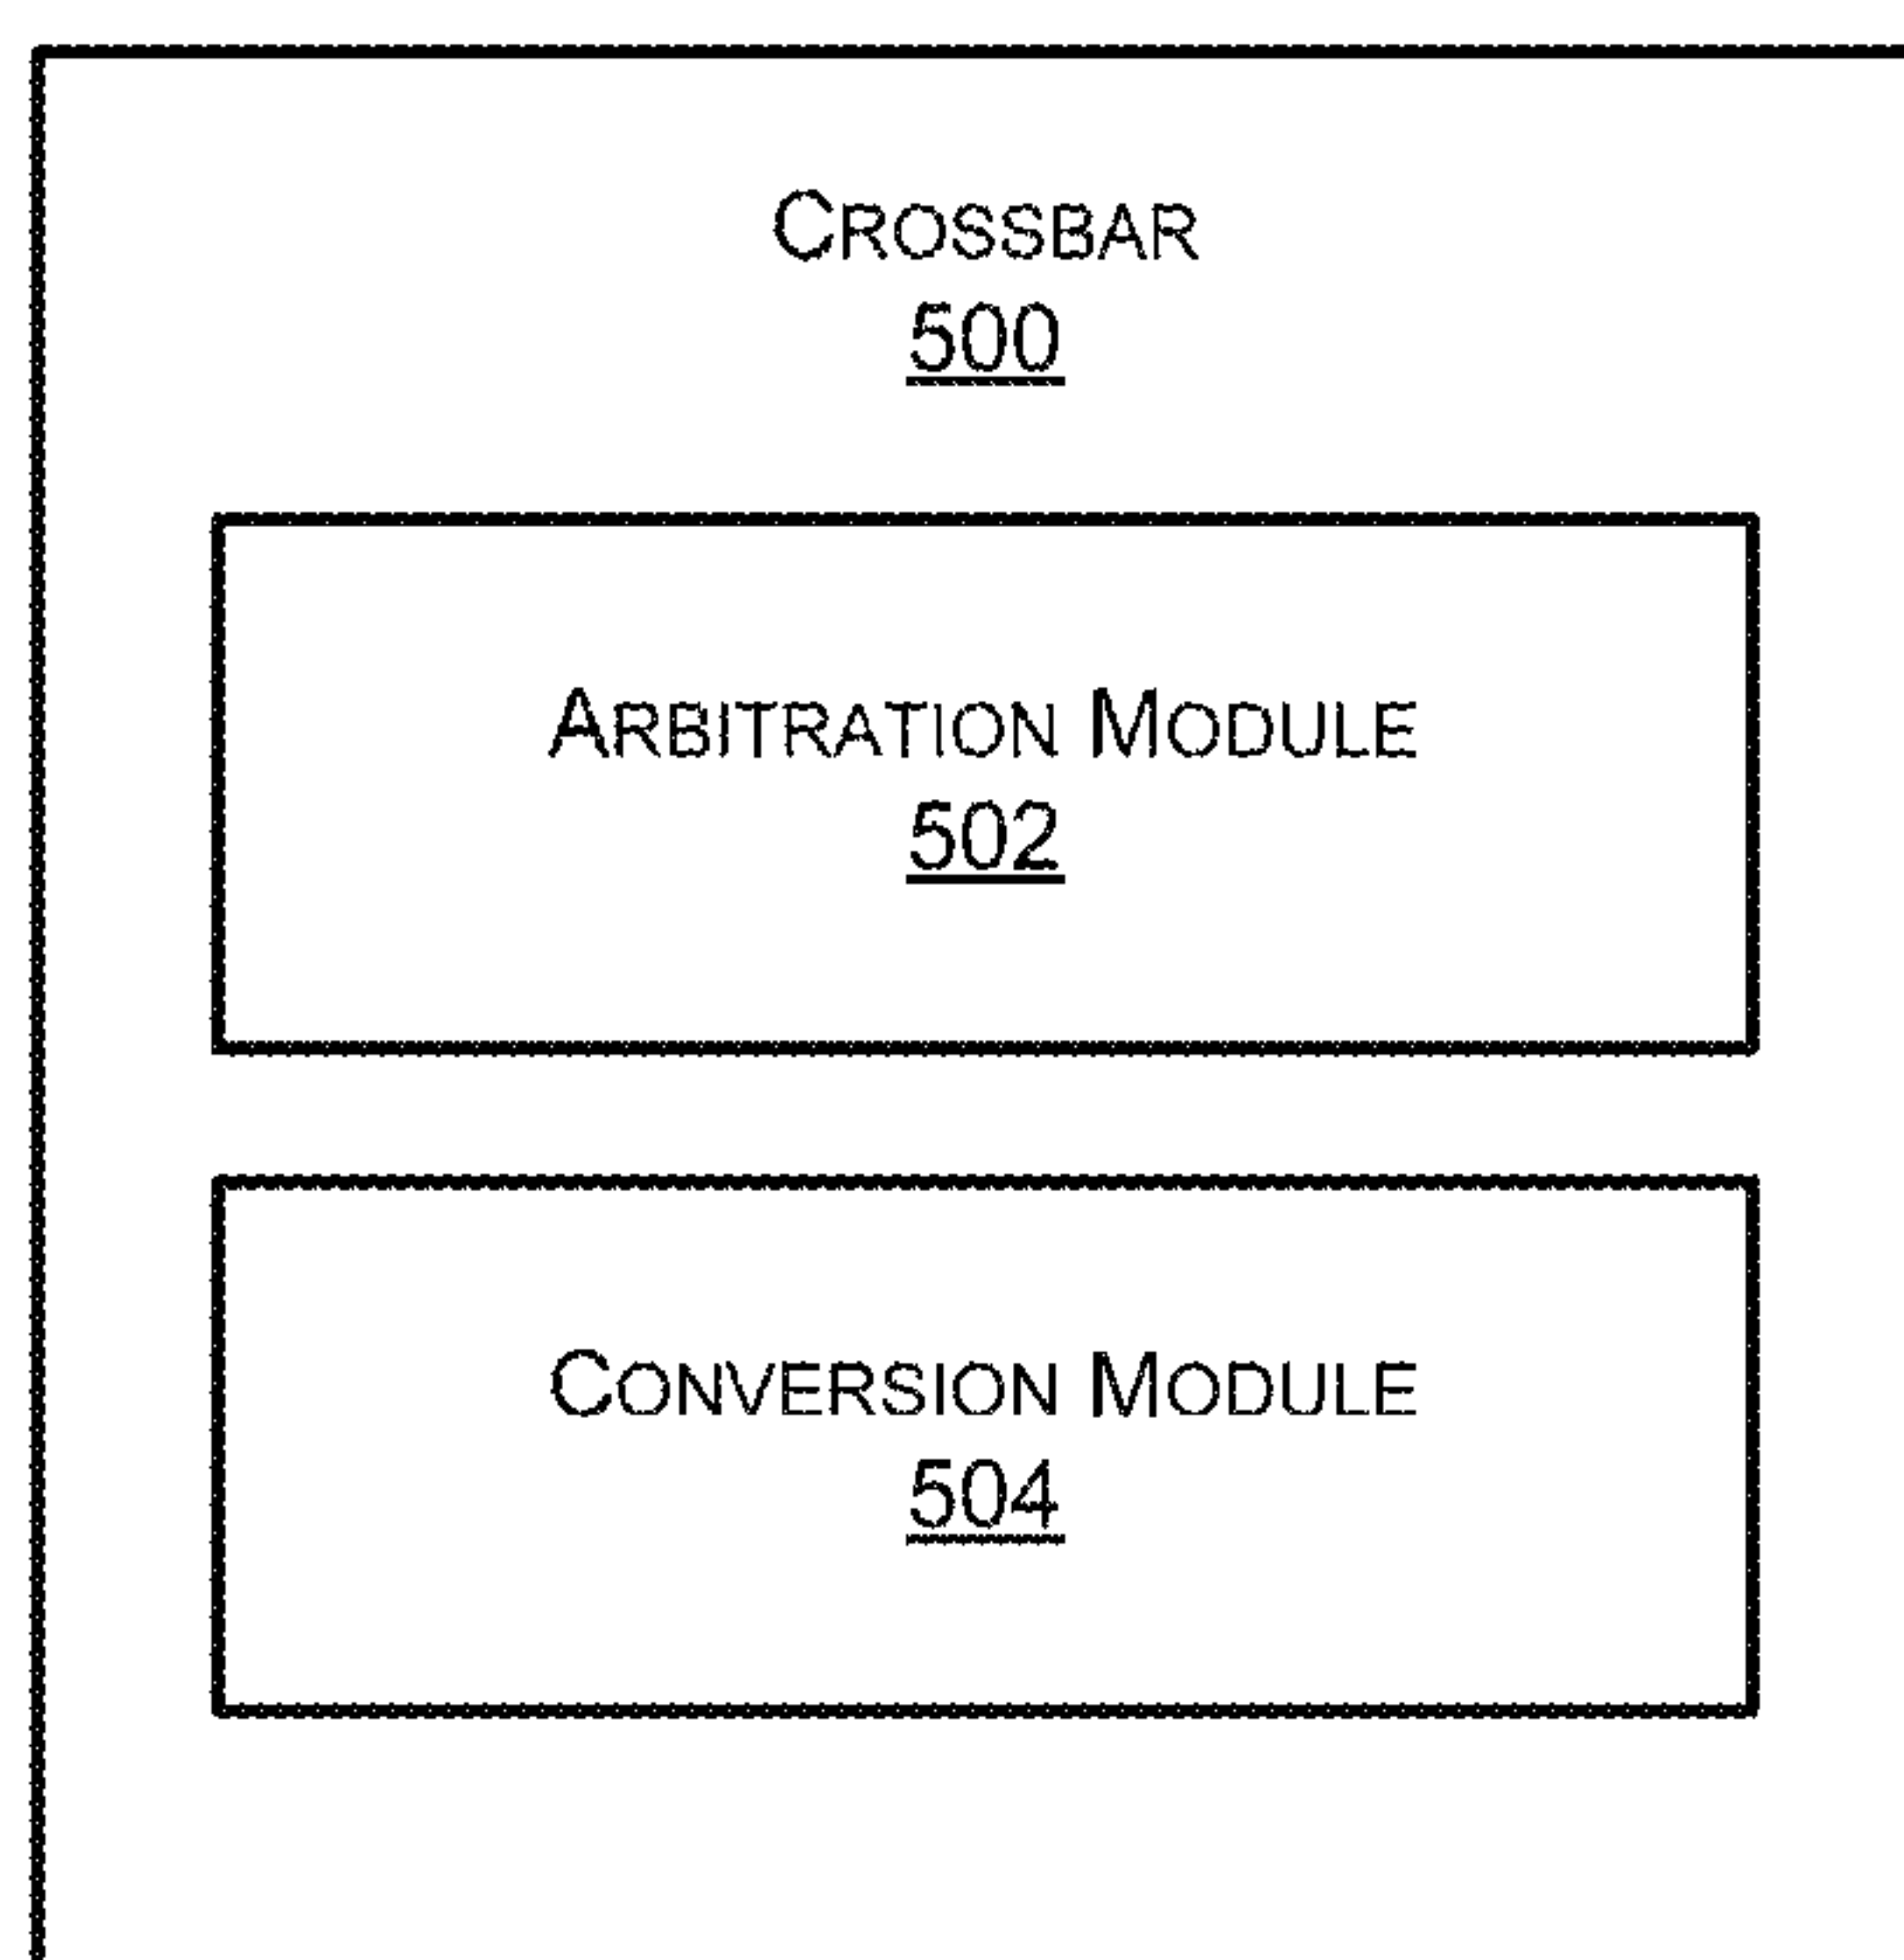 CROSSBAR
500
ARBITRATION MODULE
502
CONVERSION MODULE
504